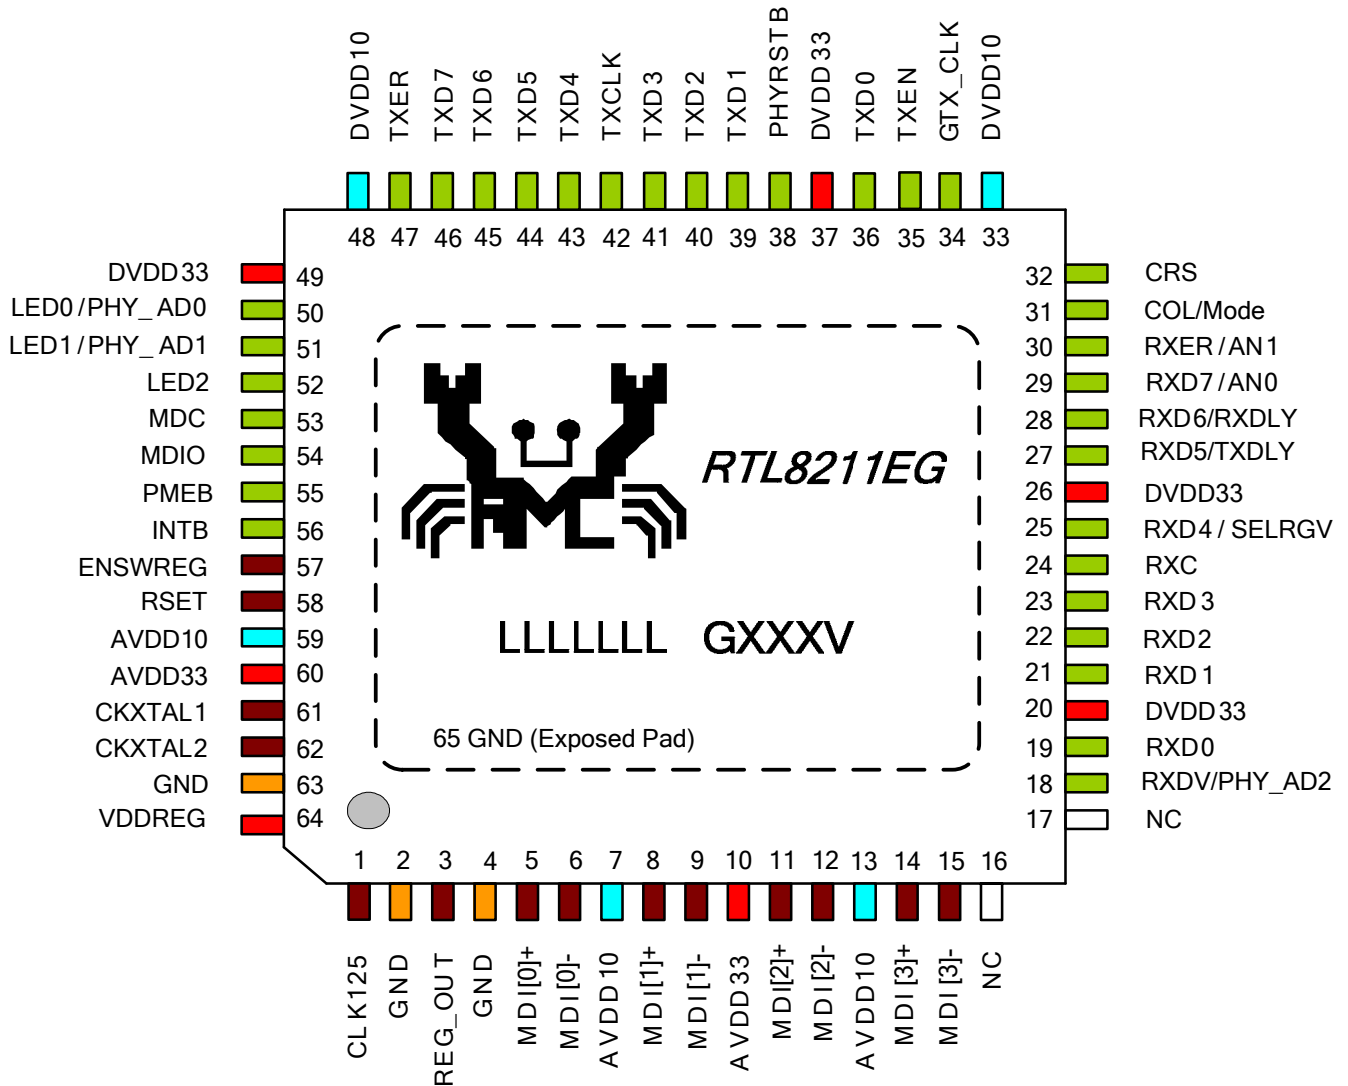 DVDD10
TXER
TXD7
TXD6
TXD5
TXD4
TXCLK
TXD3
TXD2
TXD1
PHYRSTB
DVDD33
TXD0
TXEN
GTX_CLK
DVDD10
48 47 46 45 44 43 42 41 40 39 38 37 36 35 34 33
DVDD33 49
LED0/PHY_AD0 50
LED1/PHY_AD1 51
LED2 52
MDC 53
MDIO 54
PMEB 55
INTB 56
ENSWREG 57
RSET 58
AVDD10 59
AVDD33 60
CKXTAL1 61
CKXTAL2 62
GND 63
VDDREG 64
RTL8211EG
LLLLLLL GXXXV
65 GND (Exposed Pad)
32 CRS
31 COL/Mode
30 RXER/AN1
29 RXD7/AN0
28 RXD6/RXDLY
27 RXD5/TXDLY
26 DVDD33
25 RXD4/SELRGV
24 RXC
23 RXD3
22 RXD2
21 RXD1
20 DVDD33
19 RXD0
18 RXDV/PHY_AD2
17 NC
1 2 3 4 5 6 7 8 9 10 11 12 13 14 15 16
CLK125
GND
REG_OUT
GND
MDI[0]+
MDI[0]-
AVDD10
MDI[1]+
MDI[1]-
AVDD33
MDI[2]+
MDI[2]-
AVDD10
MDI[3]+
MDI[3]-
NC